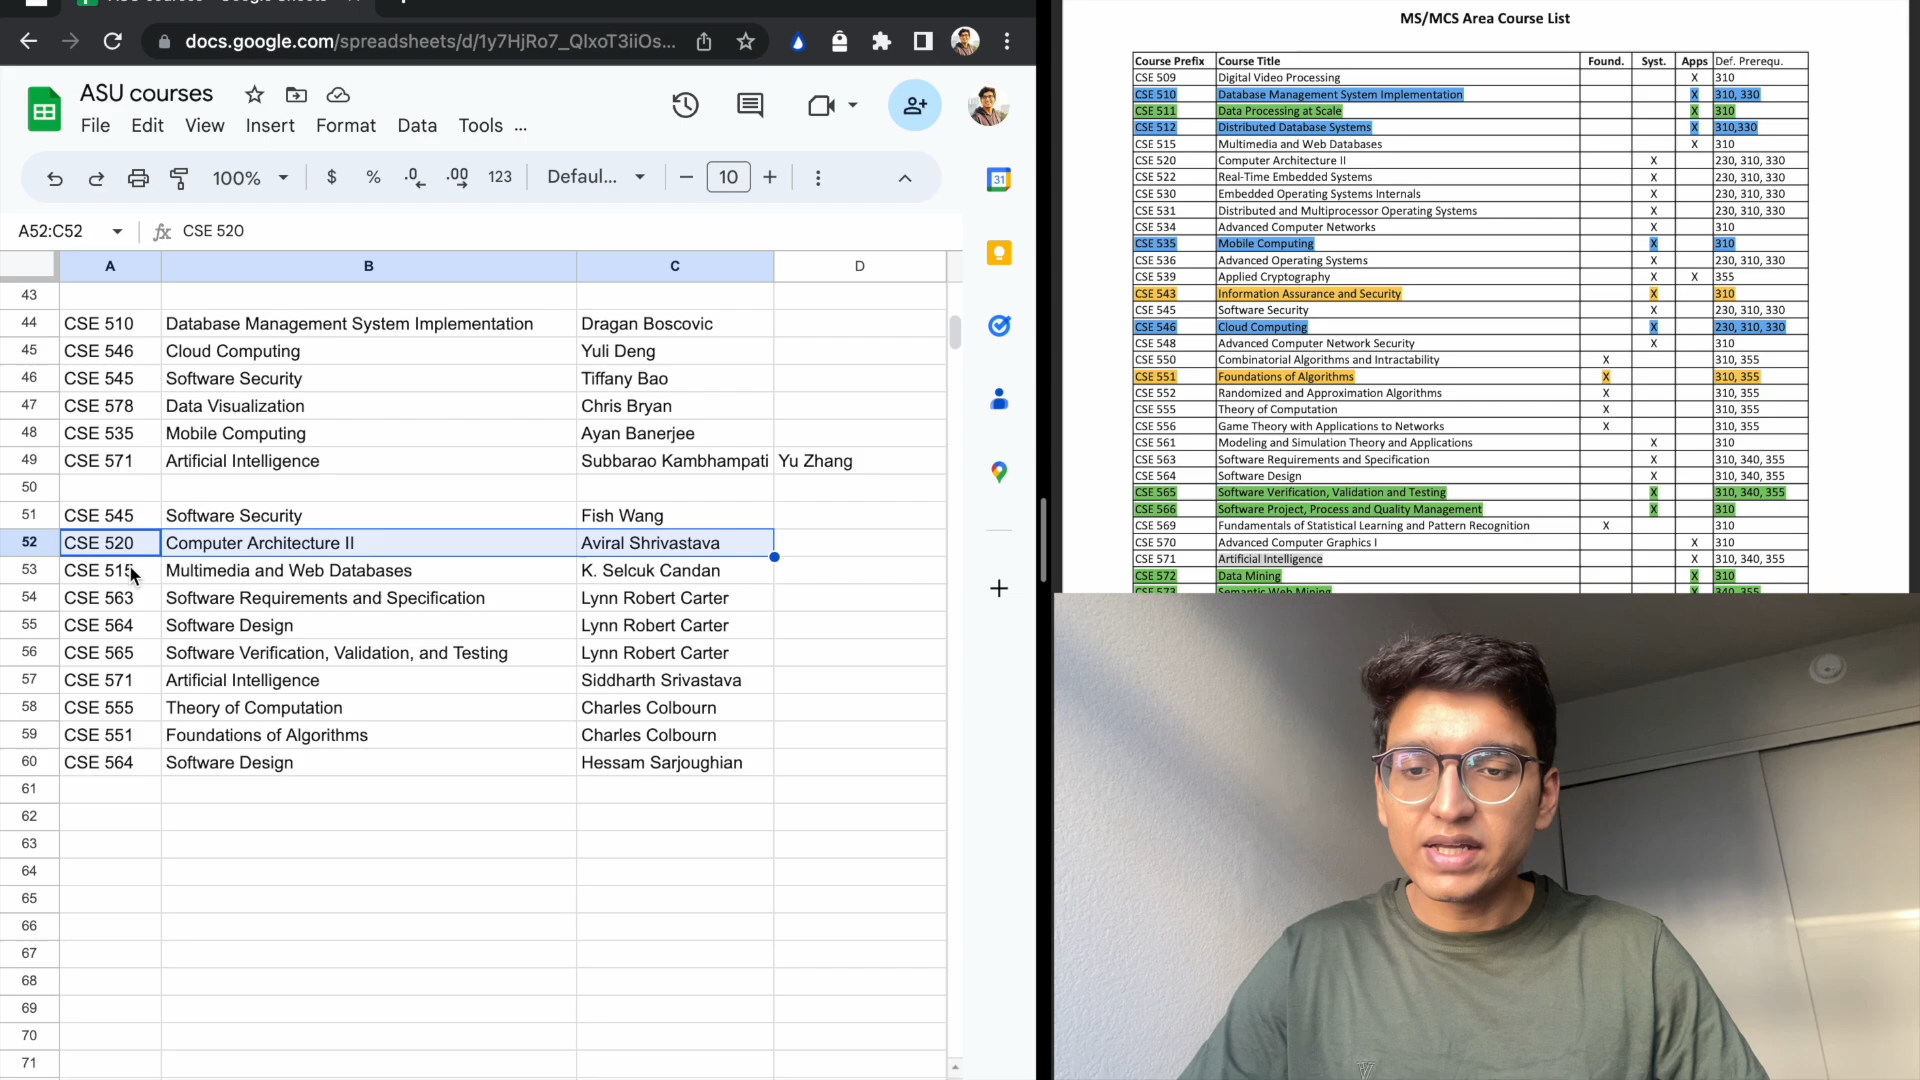 docs.google.com/spreadsheets/d/1y7HjRo7_QIxoT3iiOs...
ASU courses
File Edit View Insert Format Data Tools ...
100% $ % .0 .00 123 Defaul... 10
A52:C52 fx CSE 520
31
A B C D
43
44 CSE 510 Database Management System Implementation Dragan Boscovic
45 CSE 546 Cloud Computing Yuli Deng
46 CSE 545 Software Security Tiffany Bao
47 CSE 578 Data Visualization Chris Bryan
48 CSE 535 Mobile Computing Ayan Banerjee
49 CSE 571 Artificial Intelligence Subbarao Kambhampati Yu Zhang
50
51 CSE 545 Software Security Fish Wang
52 CSE 520 Computer Architecture II Aviral Shrivastava
53 CSE 515 Multimedia and Web Databases K. Selcuk Candan
54 CSE 563 Software Requirements and Specification Lynn Robert Carter
55 CSE 564 Software Design Lynn Robert Carter
56 CSE 565 Software Verification, Validation, and Testing Lynn Robert Carter
57 CSE 571 Artificial Intelligence Siddharth Srivastava
58 CSE 555 Theory of Computation Charles Colbourn
59 CSE 551 Foundations of Algorithms Charles Colbourn
60 CSE 564 Software Design Hessam Sarjoughian
61
62
63
64
65
66
67
68
69
70
71
MS/MCS Area Course List
Course Prefix Course Title Found. Syst. Apps Def. Prerequ.
CSE 509 Digital Video Processing X 310
CSE 510 Database Management System Implementation X 310, 330
CSE 511 Data Processing at Scale X 310
CSE 512 Distributed Database Systems X 310,330
CSE 515 Multimedia and Web Databases X 310
CSE 520 Computer Architecture II X 230, 310, 330
CSE 522 Real-Time Embedded Systems X 230, 310, 330
CSE 530 Embedded Operating Systems Internals X 230, 310, 330
CSE 531 Distributed and Multiprocessor Operating Systems X 230, 310, 330
CSE 534 Advanced Computer Networks X 310
CSE 535 Mobile Computing X 310
CSE 536 Advanced Operating Systems X 230, 310, 330
CSE 539 Applied Cryptography X X 355
CSE 543 Information Assurance and Security X 310
CSE 545 Software Security X 230, 310, 330
CSE 546 Cloud Computing X 230, 310, 330
CSE 548 Advanced Computer Network Security X 310
CSE 550 Combinatorial Algorithms and Intractability X 310, 355
CSE 551 Foundations of Algorithms X 310, 355
CSE 552 Randomized and Approximation Algorithms X 310, 355
CSE 555 Theory of Computation X 310, 355
CSE 556 Game Theory with Applications to Networks X 310, 355
CSE 561 Modeling and Simulation Theory and Applications X 310
CSE 563 Software Requirements and Specification X 310, 340, 355
CSE 564 Software Design X 310, 340, 355
CSE 565 Software Verification, Validation and Testing X 310, 340, 355
CSE 566 Software Project, Process and Quality Management X 310
CSE 569 Fundamentals of Statistical Learning and Pattern Recognition X 310
CSE 570 Advanced Computer Graphics I X 310
CSE 571 Artificial Intelligence X 310, 340, 355
CSE 572 Data Mining X 310
CSE 573 Semantic Web Mining X 340, 355